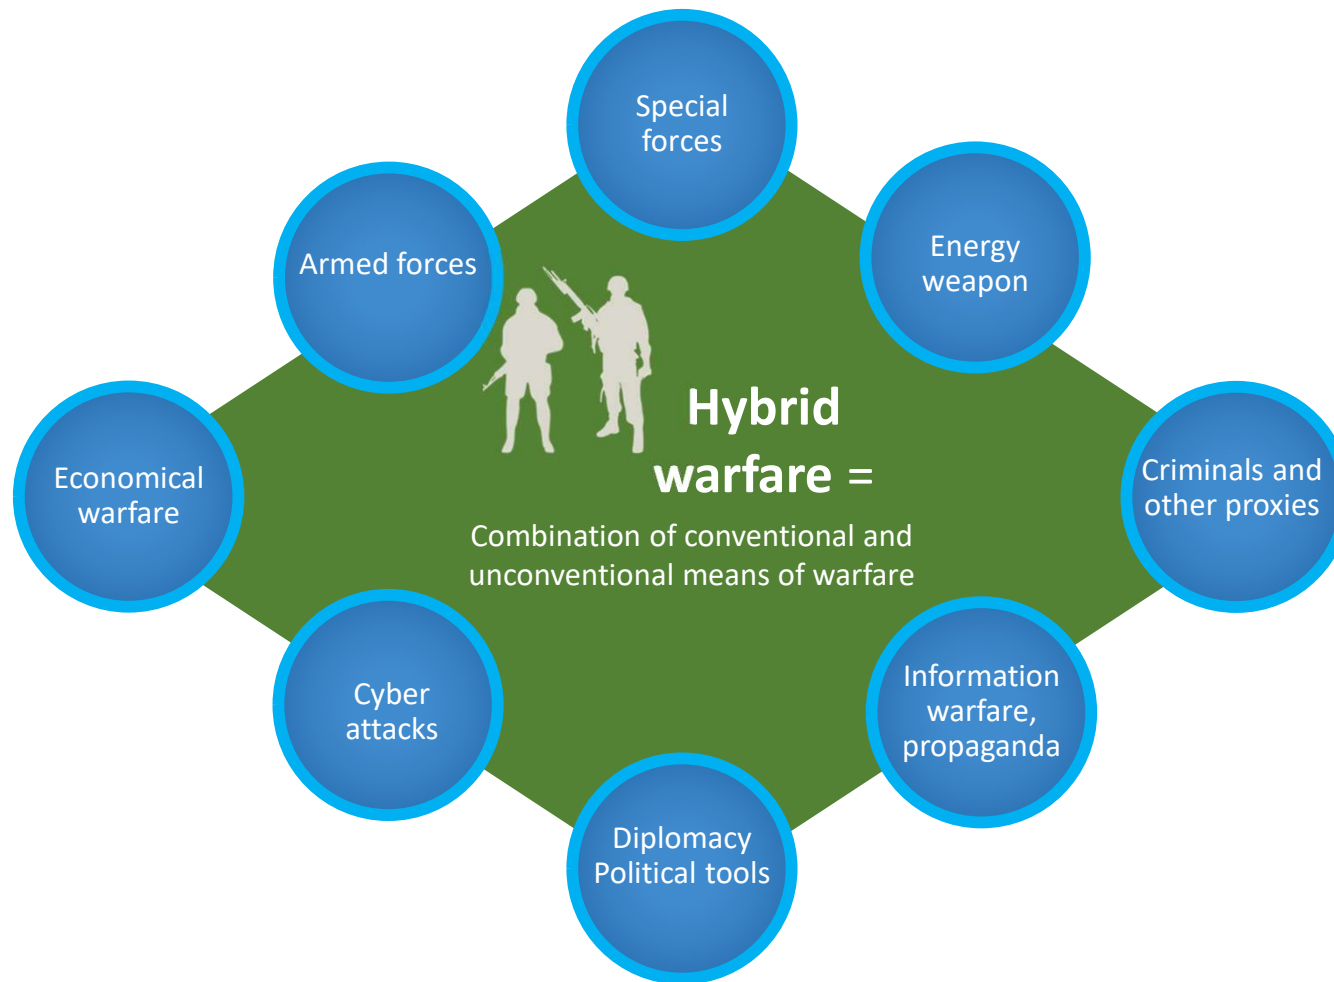 Special
forces
Armed forces
Energy
weapon
Hybrid
warfare =
Combination of conventional and
unconventional means of warfare
Economical
warfare
Criminals and
other proxies
Cyber
attacks
Information
warfare,
propaganda
Diplomacy
Political tools